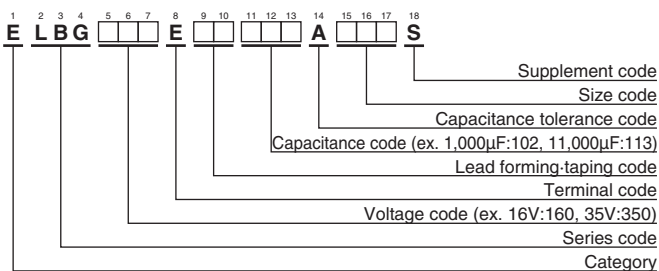 1 2 3 4 5 6 7 8 9 10 11 12 13 14 15 16 17 18
E L B G E A S
Supplement code
Size code
Capacitance tolerance code
Capacitance code (ex. 1,000µF:102, 11,000µF:113)
Lead forming·taping code
Terminal code
Voltage code (ex. 16V:160, 35V:350)
Series code
Category